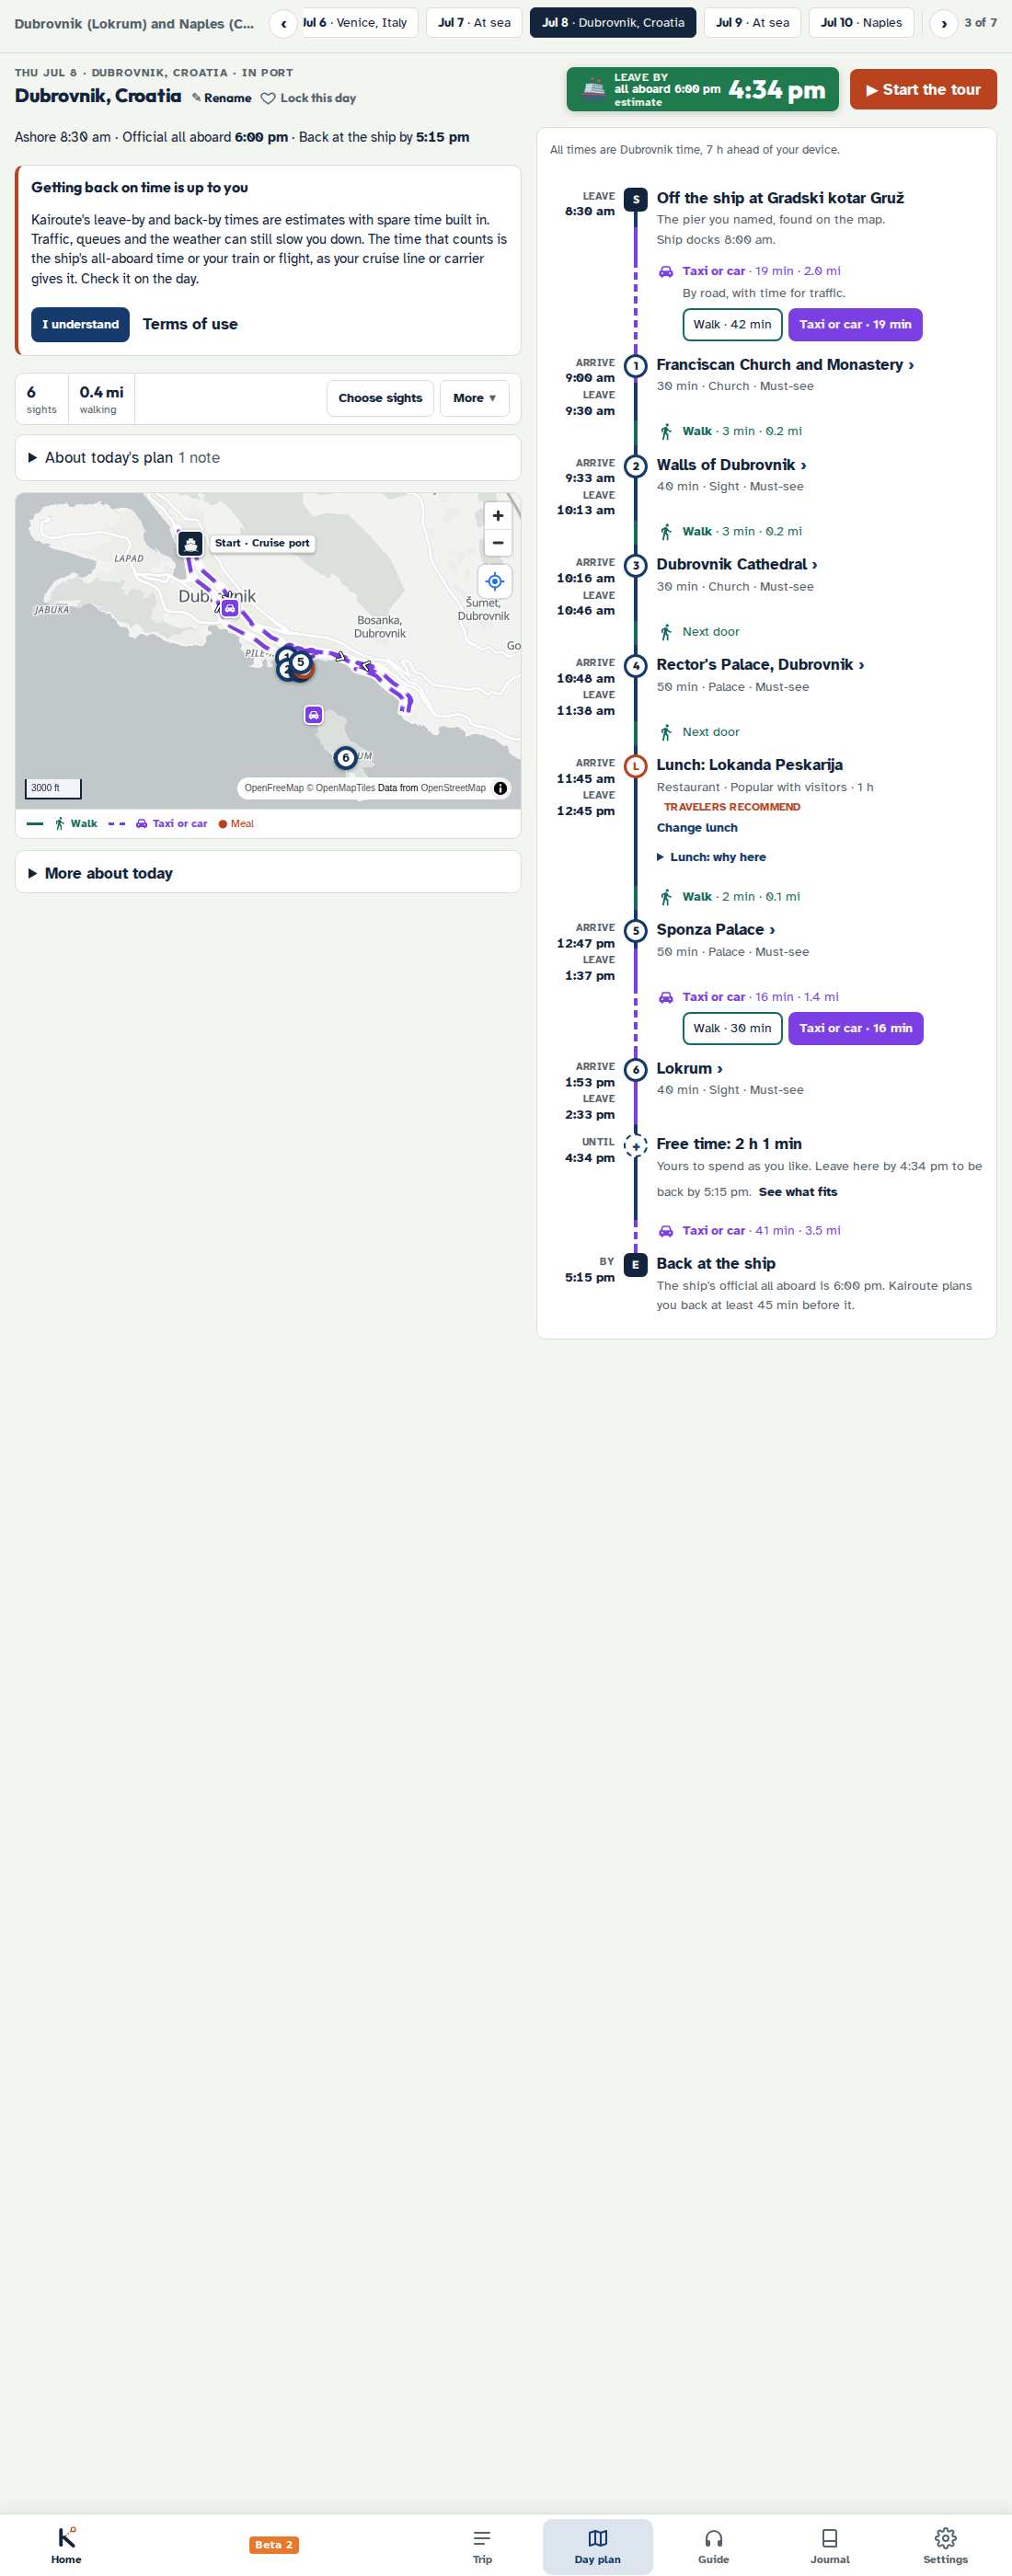 Dubrovnik (Lokrum) and Naples (C...
‹
Jul 6 · Venice, Italy
Jul 7 · At sea
Jul 8 · Dubrovnik, Croatia
Jul 9 · At sea
Jul 10 · Naples
›
3 of 7
THU JUL 8 · DUBROVNIK, CROATIA · IN PORT
Dubrovnik, Croatia
✎ Rename
Lock this day
LEAVE BY
all aboard 6:00 pm
estimate
4:34 pm
▶ Start the tour
Ashore 8:30 am · Official all aboard 6:00 pm · Back at the ship by 5:15 pm
Getting back on time is up to you
Kairoute's leave-by and back-by times are estimates with spare time built in.
Traffic, queues and the weather can still slow you down. The time that counts is
the ship's all-aboard time or your train or flight, as your cruise line or carrier
gives it. Check it on the day.
I understand
Terms of use
6
sights
0.4 mi
walking
Choose sights
More ▼
▶ About today's plan 1 note
LAPAD
JABUKA
Start · Cruise port
Bosanka,
Dubrovnik
Šumet,
Dubrovnik
Go
5
6
3000 ft
OpenFreeMap © OpenMapTiles Data from OpenStreetMap
Walk
Taxi or car
Meal
▶ More about today
All times are Dubrovnik time, 7 h ahead of your device.
LEAVE
8:30 am
S
Off the ship at Gradski kotar Gruž
The pier you named, found on the map.
Ship docks 8:00 am.
Taxi or car · 19 min · 2.0 mi
By road, with time for traffic.
Walk · 42 min
Taxi or car · 19 min
ARRIVE
9:00 am
LEAVE
9:30 am
1
Franciscan Church and Monastery ›
30 min · Church · Must-see
Walk · 3 min · 0.2 mi
ARRIVE
9:33 am
LEAVE
10:13 am
2
Walls of Dubrovnik ›
40 min · Sight · Must-see
Walk · 3 min · 0.2 mi
ARRIVE
10:16 am
LEAVE
10:46 am
3
Dubrovnik Cathedral ›
30 min · Church · Must-see
Next door
ARRIVE
10:48 am
LEAVE
11:38 am
4
Rector's Palace, Dubrovnik ›
50 min · Palace · Must-see
Next door
ARRIVE
11:45 am
LEAVE
12:45 pm
L
Lunch: Lokanda Peskarija
Restaurant · Popular with visitors · 1 h
TRAVELERS RECOMMEND
Change lunch
▶ Lunch: why here
Walk · 2 min · 0.1 mi
ARRIVE
12:47 pm
LEAVE
1:37 pm
5
Sponza Palace ›
50 min · Palace · Must-see
Taxi or car · 16 min · 1.4 mi
Walk · 30 min
Taxi or car · 16 min
ARRIVE
1:53 pm
LEAVE
2:33 pm
6
Lokrum ›
40 min · Sight · Must-see
UNTIL
4:34 pm
+
Free time: 2 h 1 min
Yours to spend as you like. Leave here by 4:34 pm to be
back by 5:15 pm. See what fits
Taxi or car · 41 min · 3.5 mi
BY
5:15 pm
E
Back at the ship
The ship's official all aboard is 6:00 pm. Kairoute plans
you back at least 45 min before it.
Home
Beta 2
Trip
Day plan
Guide
Journal
Settings